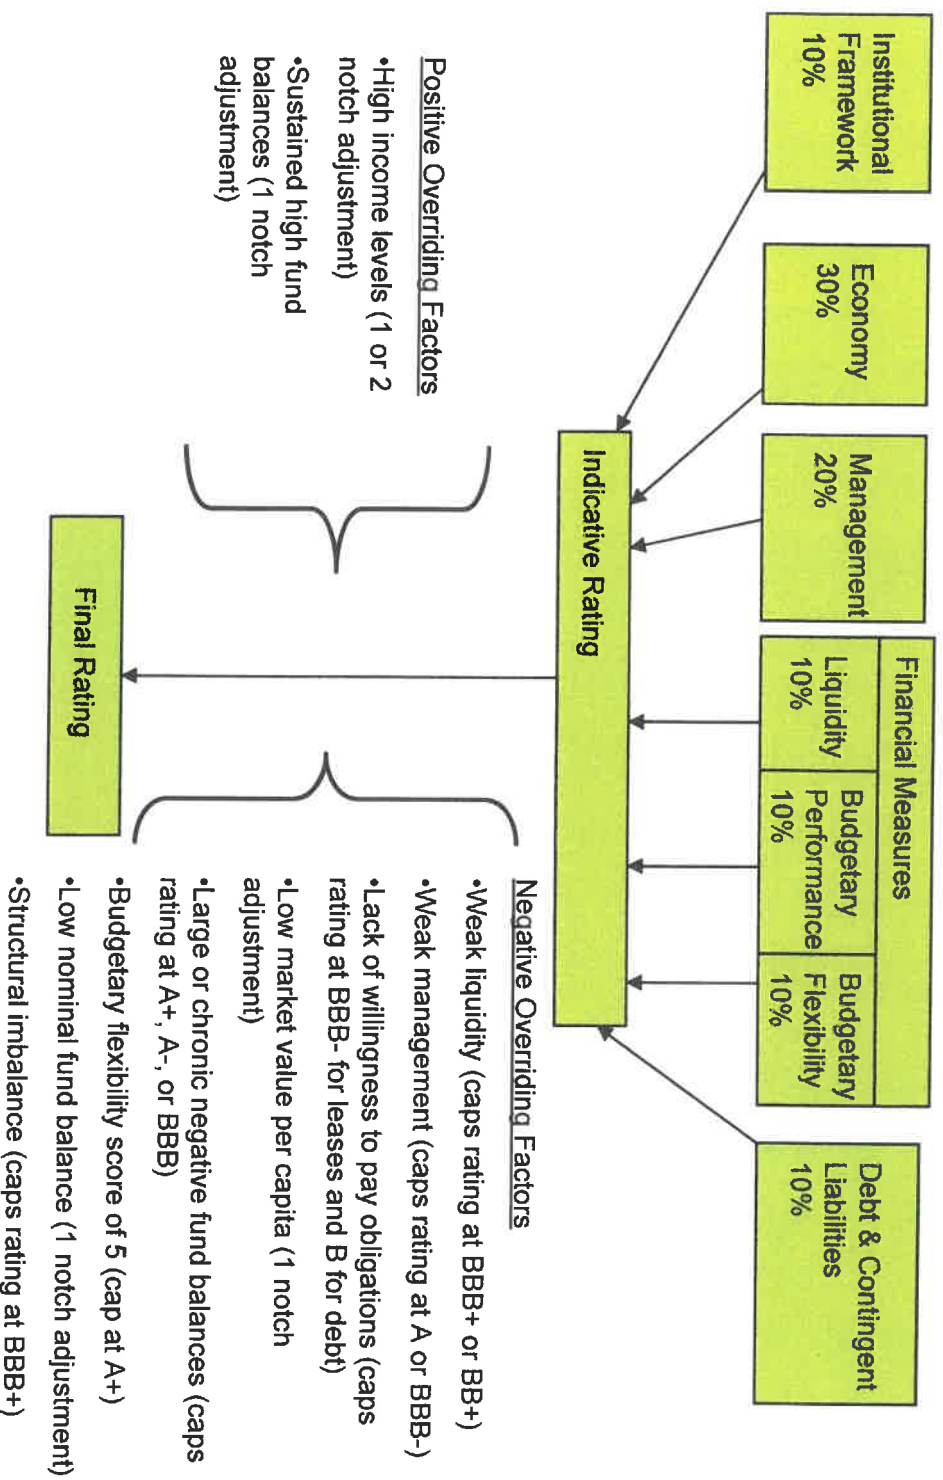 Institutional
Framework
10%
Economy
30%
Management
20%
Financial Measures
Liquidity
10%
Budgetary
Performance
10%
Budgetary
Flexibility
10%
Debt & Contingent
Liabilities
10%
Indicative Rating
Positive Overriding Factors
•High income levels (1 or 2
notch adjustment)
•Sustained high fund
balances (1 notch
adjustment)
Negative Overriding Factors
•Weak liquidity (caps rating at BBB+ or BB+)
•Weak management (caps rating at A or BBB-)
•Lack of willingness to pay obligations (caps
rating at BBB- for leases and B for debt)
•Low market value per capita (1 notch
adjustment)
•Large or chronic negative fund balances (caps
rating at A+, A-, or BBB)
•Budgetary flexibility score of 5 (cap at A+)
•Low nominal fund balance (1 notch adjustment)
•Structural imbalance (caps rating at BBB+)
Final Rating